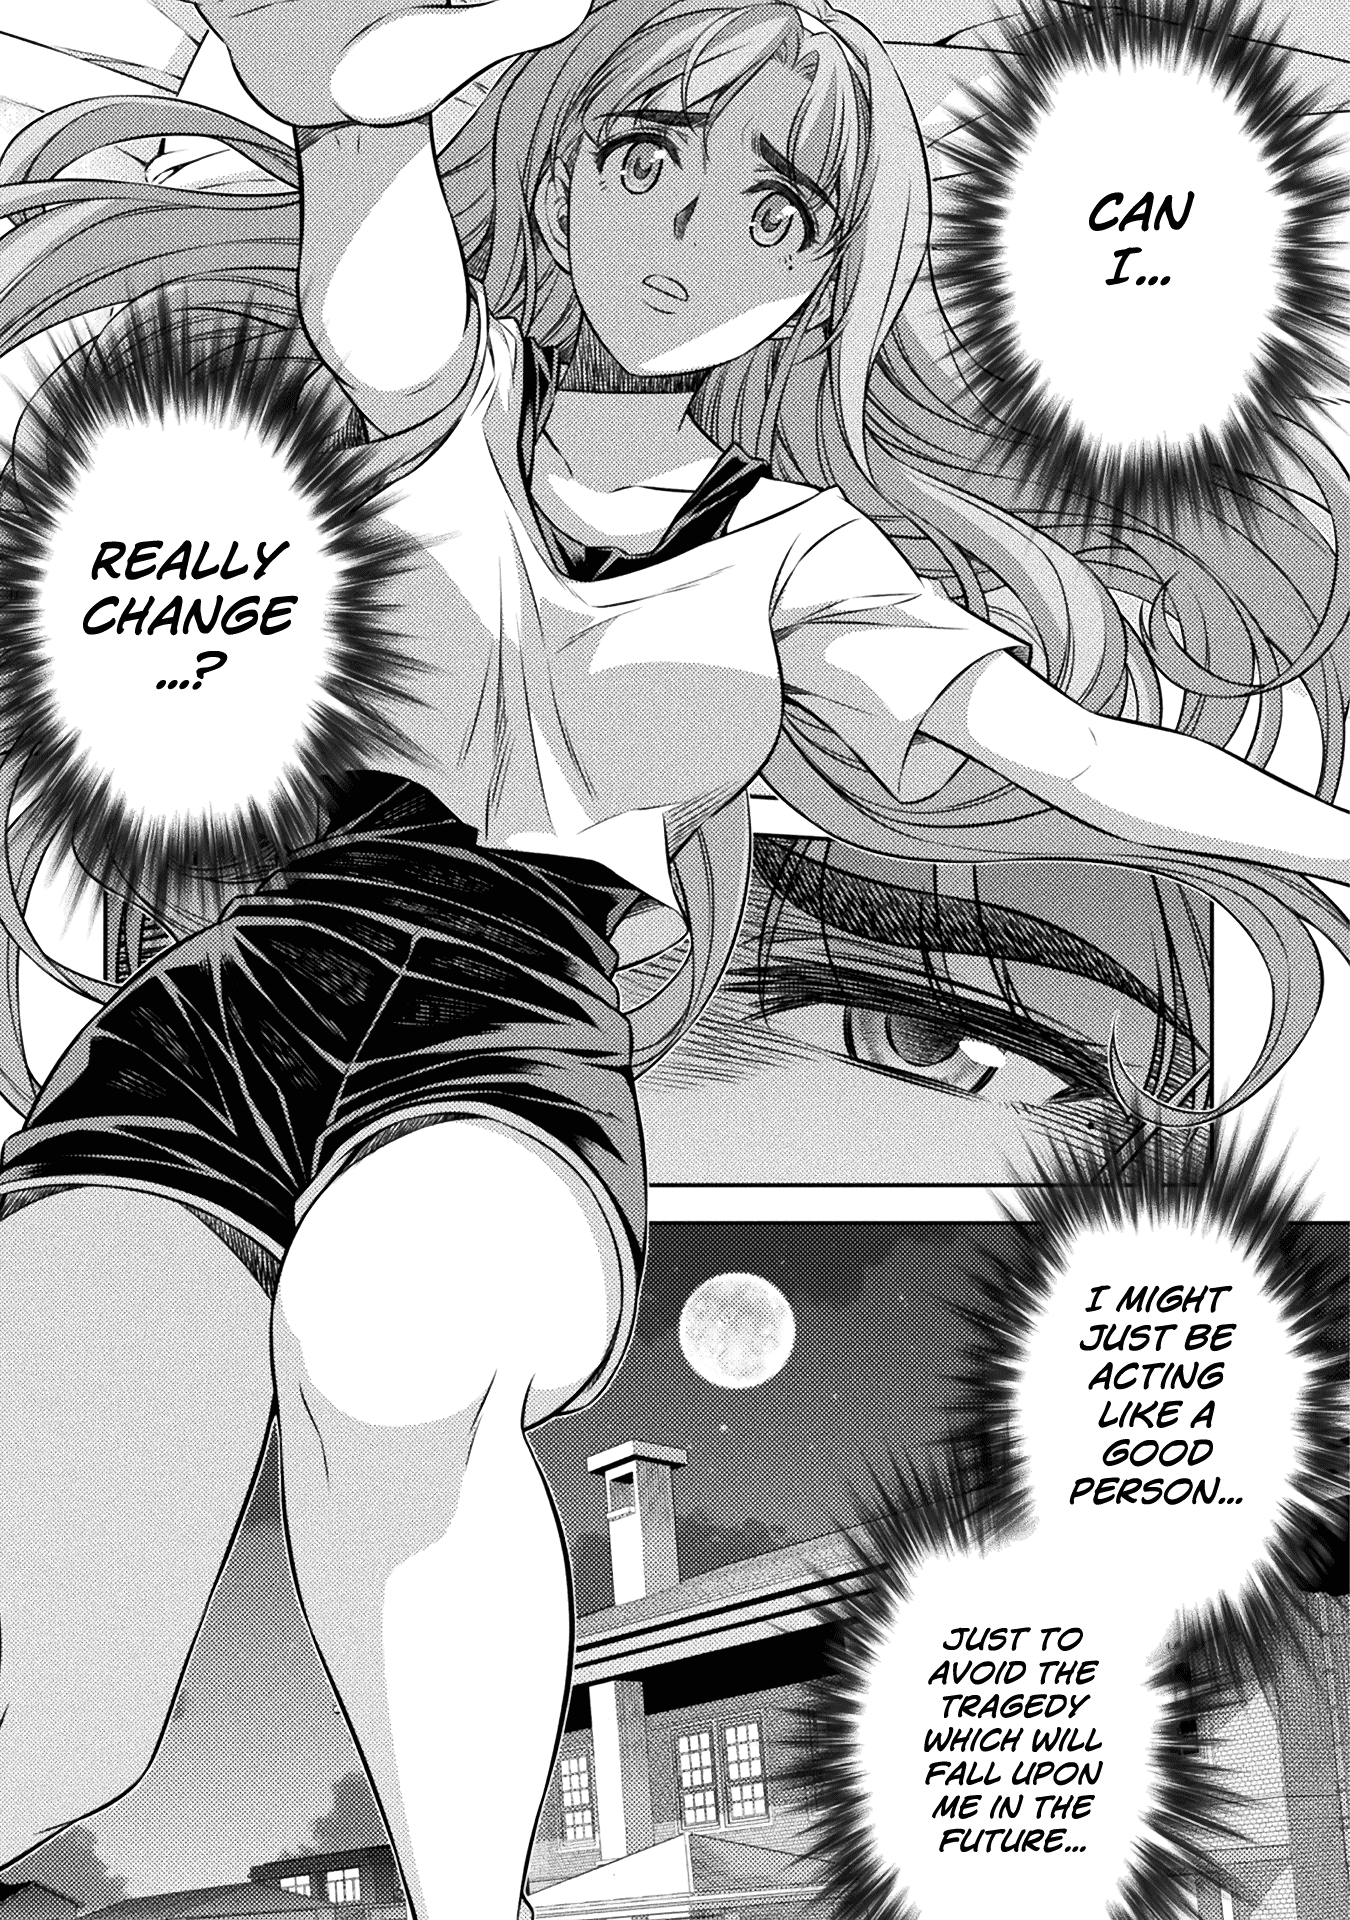 CAN
I...
REALLY
CHANGE
...?
I MIGHT
JUST BE
ACTING
LIKE A
GOOD
PERSON...
JUST TO
AVOID THE
TRAGEDY
WHICH WILL
FALL UPON
ME IN THE
FUTURE...